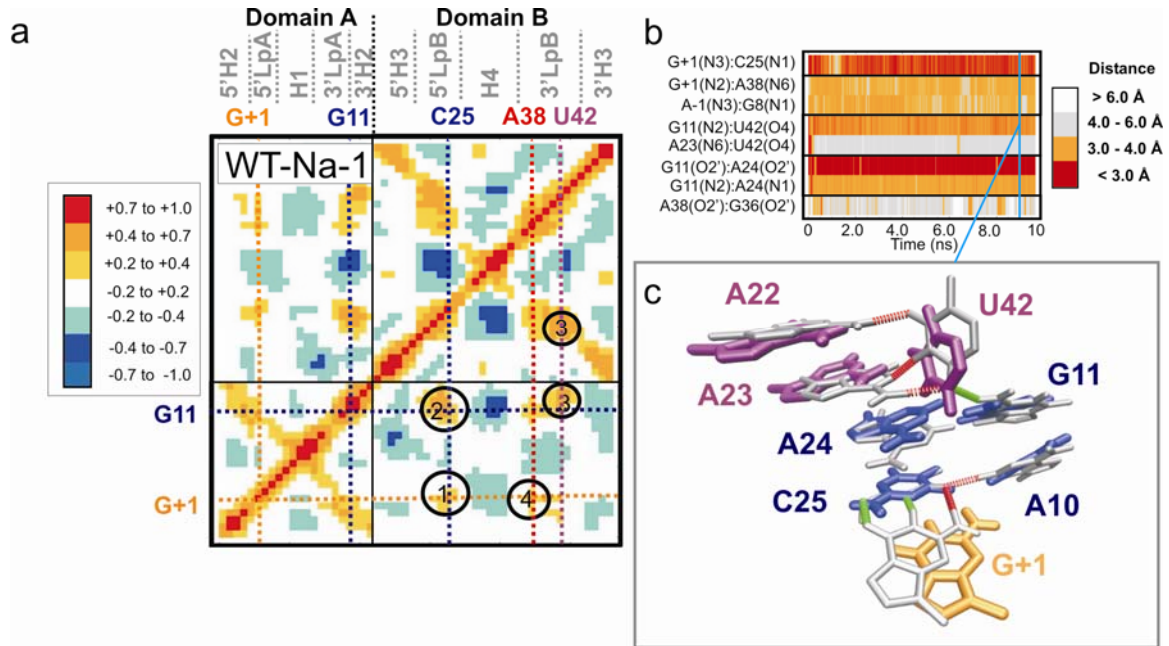 a
Domain A
Domain B
5'H2
5'LpA
H1
3'LpA
3'H2
5'H3
5'LpB
H4
3'LpB
3'H3
G+1
G11
C25
A38
U42
WT-Na-1
+0.7 to +1.0
+0.4 to +0.7
+0.2 to +0.4
-0.2 to +0.2
-0.2 to -0.4
-0.4 to -0.7
-0.7 to -1.0
3
G11
2
3
G+1
1
4
b
G+1(N3):C25(N1)
G+1(N2):A38(N6)
A-1(N3):G8(N1)
G11(N2):U42(O4)
A23(N6):U42(O4)
G11(O2'):A24(O2')
G11(N2):A24(N1)
A38(O2'):G36(O2')
0 2.0 4.0 6.0 8.0 10
Time (ns)
Distance
> 6.0 Å
4.0 - 6.0 Å
3.0 - 4.0 Å
< 3.0 Å
c
A22
U42
A23
G11
A24
C25
A10
G+1